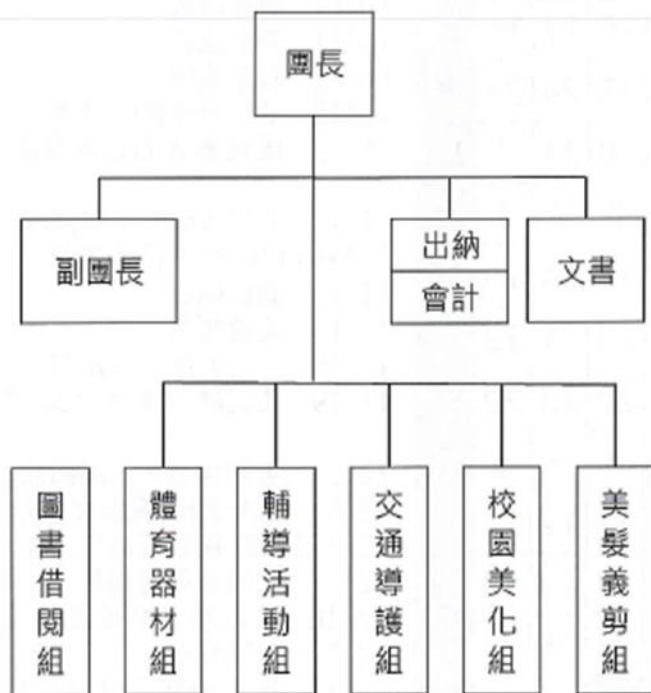 團長
副團長
出納
會計
文書
圖書借閱組
體育器材組
輔導活動組
交通導護組
校園美化組
美髮義剪組